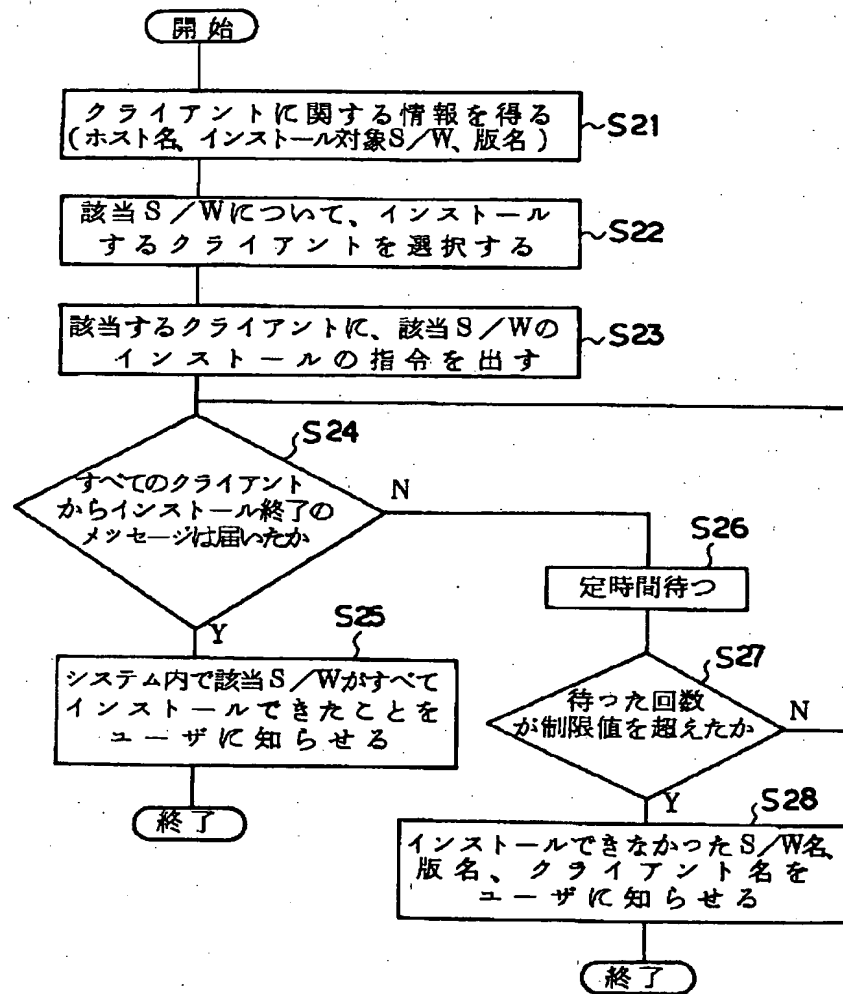 開始
クライアントに関する情報を得る
(ホスト名、インストール対象S/W、版名)
S21
該当S/Wについて、インストール
するクライアントを選択する
S22
該当するクライアントに、該当S/Wの
インストールの指令を出す
S23
S24
すべてのクライアント
からインストール終了の
メッセージは届いたか
N
Y
S25
システム内で該当S/Wがすべて
インストールできたことを
ユーザに知らせる
終了
S26
定時間待つ
S27
待った回数
が制限値を超えたか
N
Y
S28
インストールできなかったS/W名、
版名、クライアント名を
ユーザに知らせる
終了